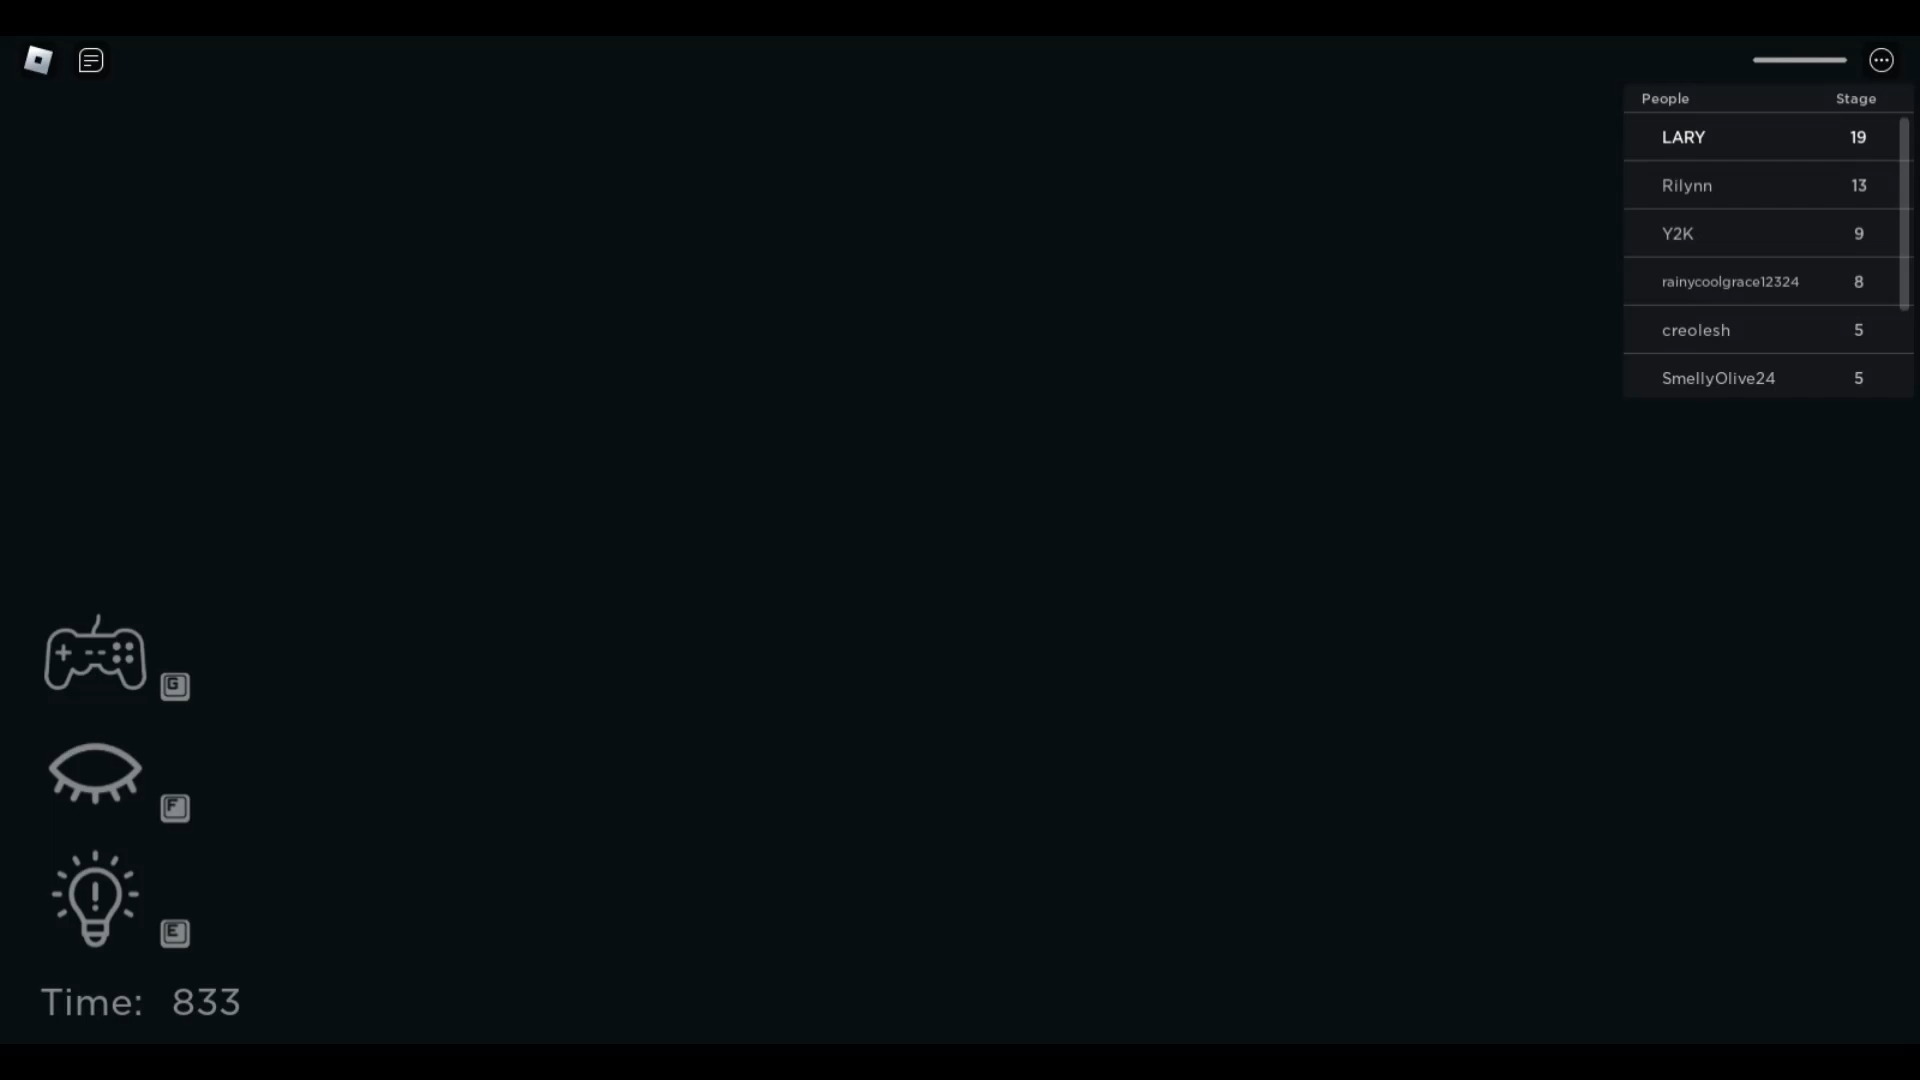 People Stage
LARY 19
Rilynn 13
Y2K 9
rainycoolgrace12324 8
creolesh 5
SmellyOlive24 5
G
F
E
Time: 833